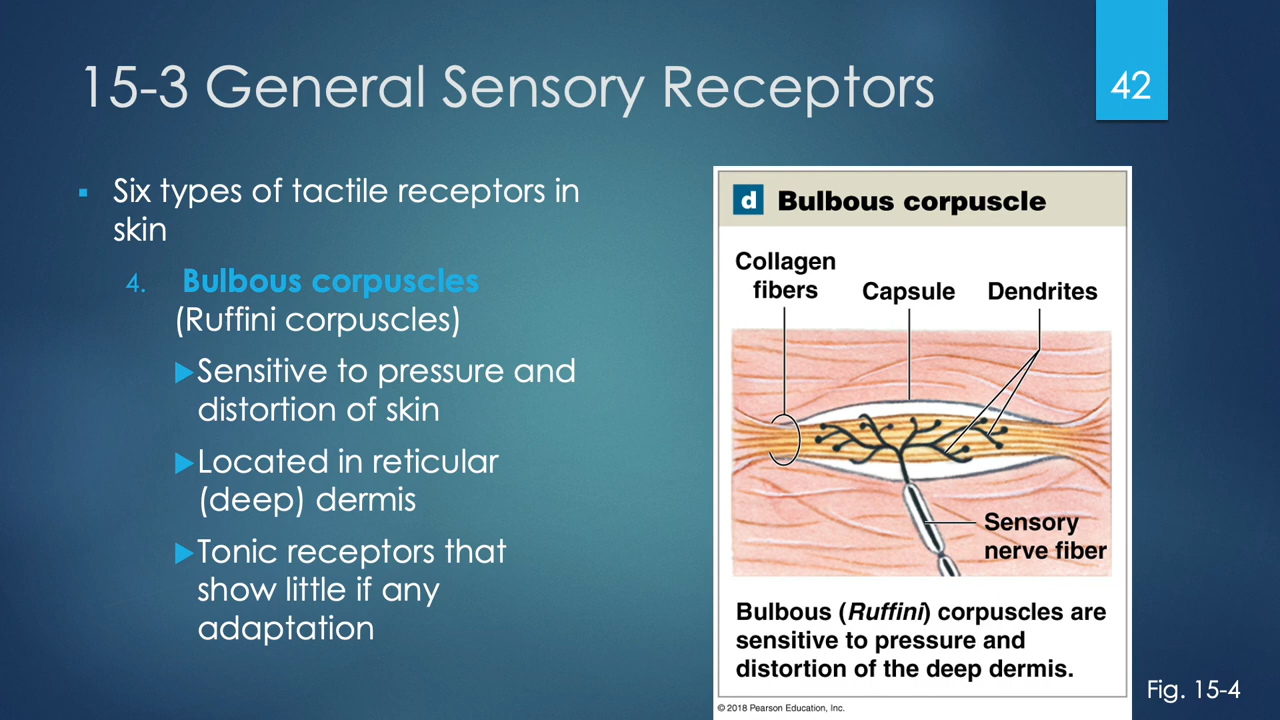 15-3 General Sensory Receptors
42
▪ Six types of tactile receptors in
skin
4. Bulbous corpuscles
(Ruffini corpuscles)
▶Sensitive to pressure and
distortion of skin
▶Located in reticular
(deep) dermis
▶Tonic receptors that
show little if any
adaptation
d Bulbous corpuscle
Collagen
fibers
Capsule
Dendrites
Sensory
nerve fiber
Bulbous (Ruffini) corpuscles are
sensitive to pressure and
distortion of the deep dermis.
© 2018 Pearson Education, Inc.
Fig. 15-4